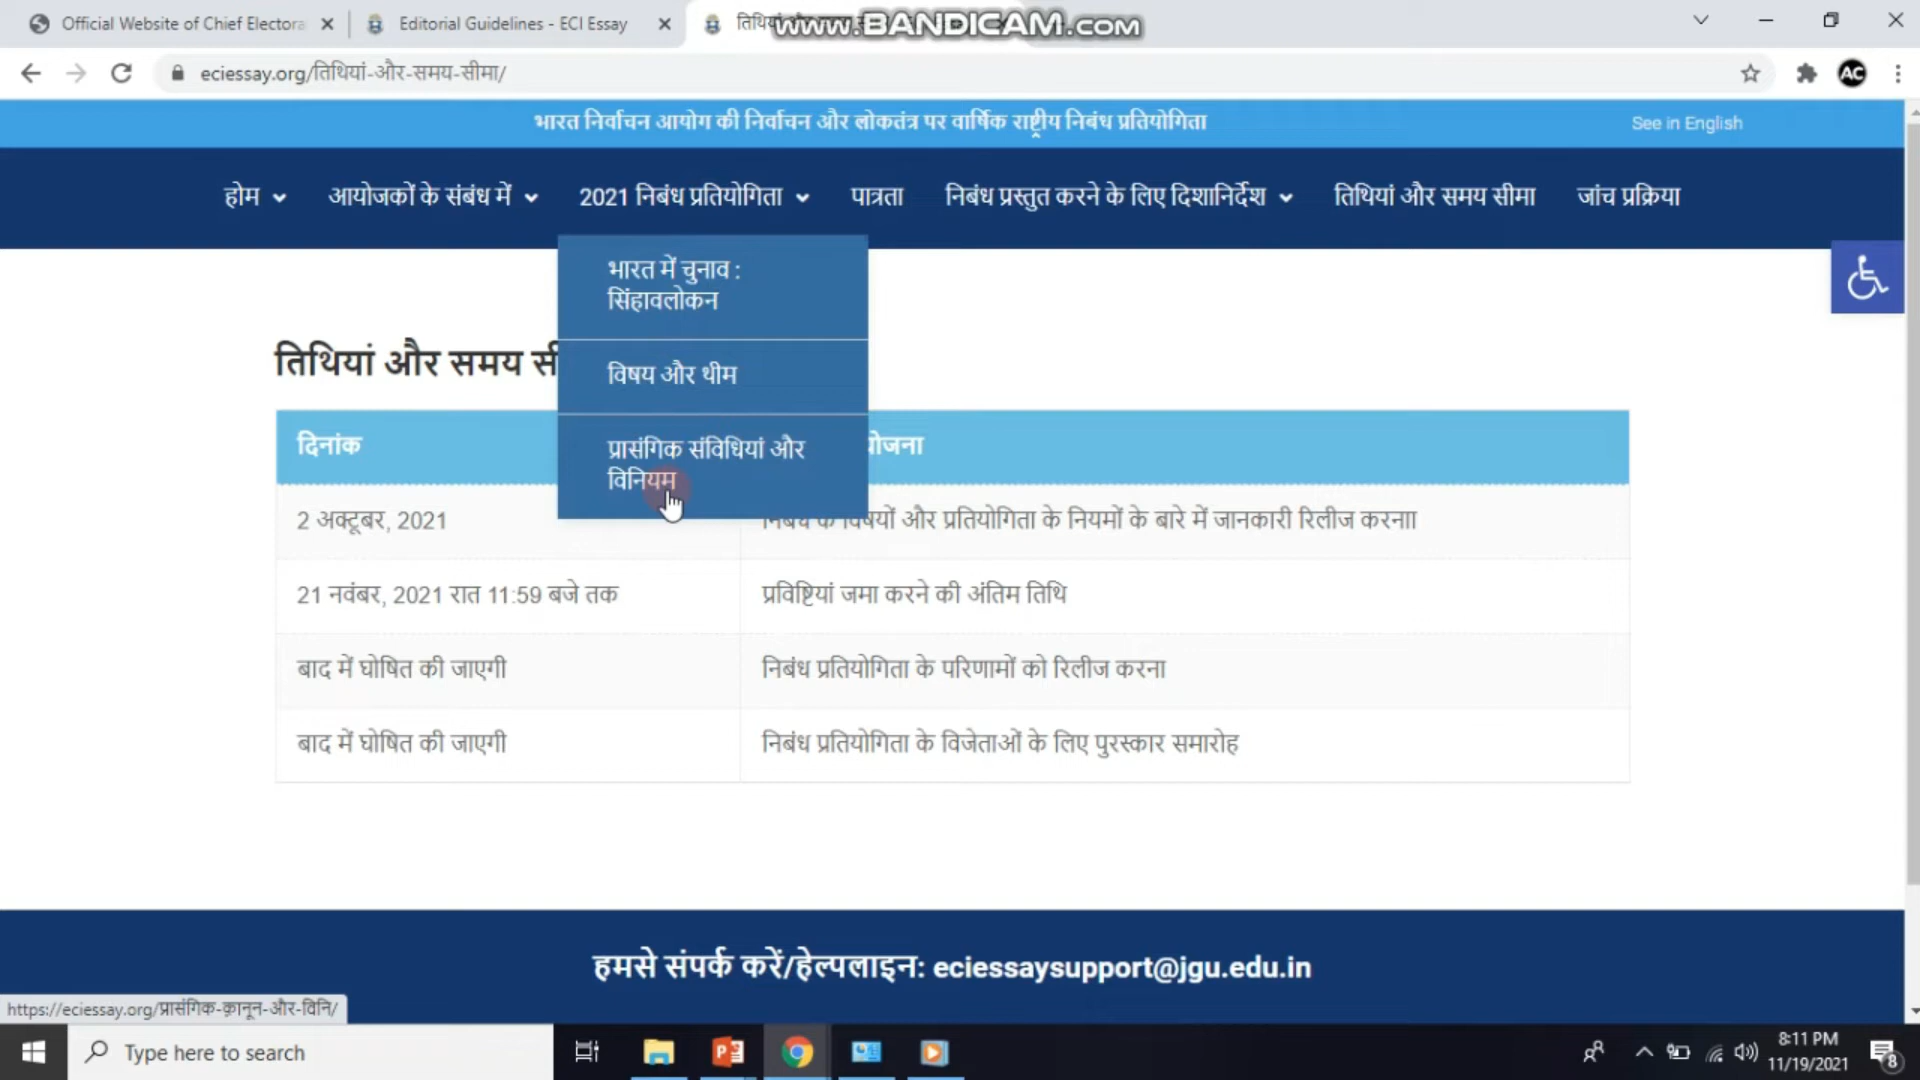 Official Website of Chief Electora
Editorial Guidelines - ECI Essay
www.BANDICAM.com
eciessay.org/तिथियां-और-समय-सीमा/
AC
भारत निर्वाचन आयोग की निर्वाचन और लोकतंत्र पर वार्षिक राष्ट्रीय निबंध प्रतियोगिता
See in English
होम
आयोजकों के संबंध में
2021 निबंध प्रतियोगिता
पात्रता
निबंध प्रस्तुत करने के लिए दिशानिर्देश
तिथियां और समय सीमा
जांच प्रक्रिया
भारत में चुनाव :
सिंहावलोकन
विषय और थीम
प्रासंगिक संविधियां और
विनियम
तिथियां और समय
दिनांक
2 अक्टूबर, 2021
निबंध के विषयों और प्रतियोगिता के नियमों के बारे में जानकारी रिलीज करनाा
21 नवंबर, 2021 रात 11:59 बजे तक
प्रविष्टियां जमा करने की अंतिम तिथि
बाद में घोषित की जाएगी
निबंध प्रतियोगिता के परिणामों को रिलीज करना
बाद में घोषित की जाएगी
निबंध प्रतियोगिता के विजेताओं के लिए पुरस्कार समारोह
हमसे संपर्क करें/हेल्पलाइन: eciessaysupport@jgu.edu.in
https://eciessay.org/प्रासंगिक-क़ानून-और-विनि/
Type here to search
8:11 PM
11/19/2021
8